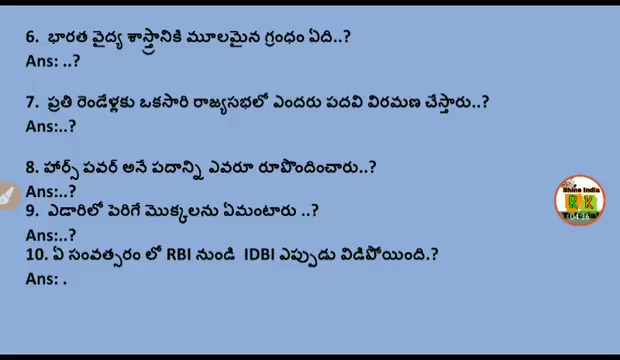 6. భారత వైద్య శాస్త్రానికి మూలమైన గ్రంధం ఏది..?
Ans: ..?
7. ప్రతి రెండేళ్లకు ఒకసారి రాజ్యసభలో ఎందరు పదవి విరమణ చేస్తారు..?
Ans:..?
8. హార్స్ పవర్ అనే పదాన్ని ఎవరూ రూపొందించారు..?
Ans:..?
9. ఎడారిలో పెరిగే మొక్కలను ఏమంటారు ..?
Ans:..?
10. ఏ సంవత్సరం లో RBI నుండి IDBI ఎప్పుడు విడిపోయింది.?
Ans: .
Shine India
R K